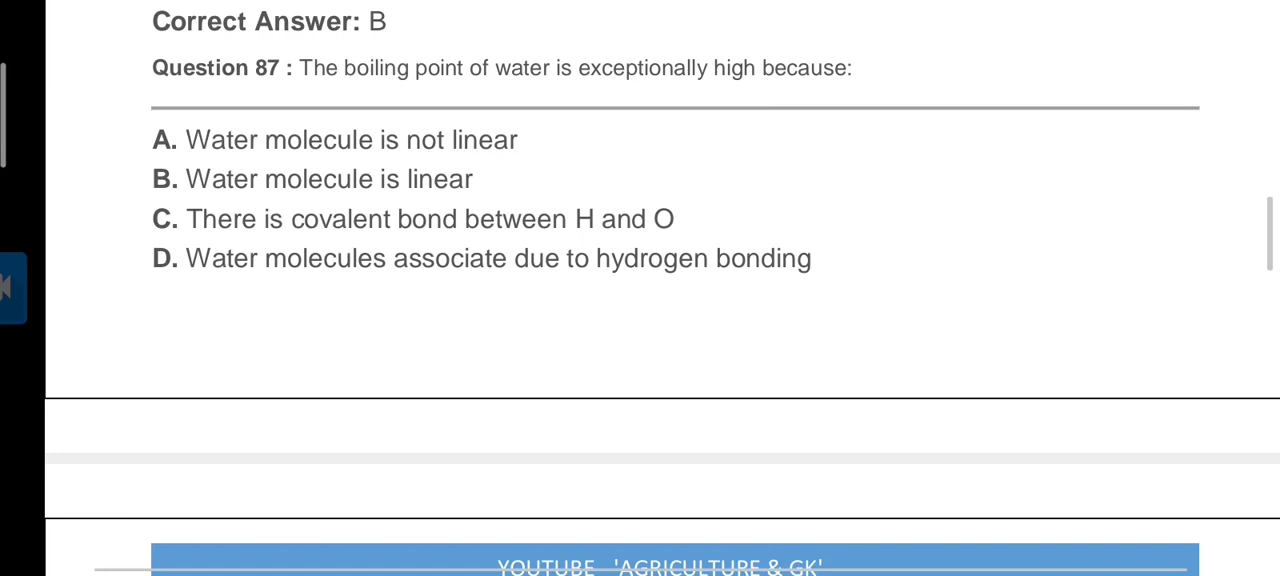 Correct Answer: B
Question 87 : The boiling point of water is exceptionally high because:
A. Water molecule is not linear
B. Water molecule is linear
C. There is covalent bond between H and O
D. Water molecules associate due to hydrogen bonding
YOUTUBE 'AGRICULTURE & GK'